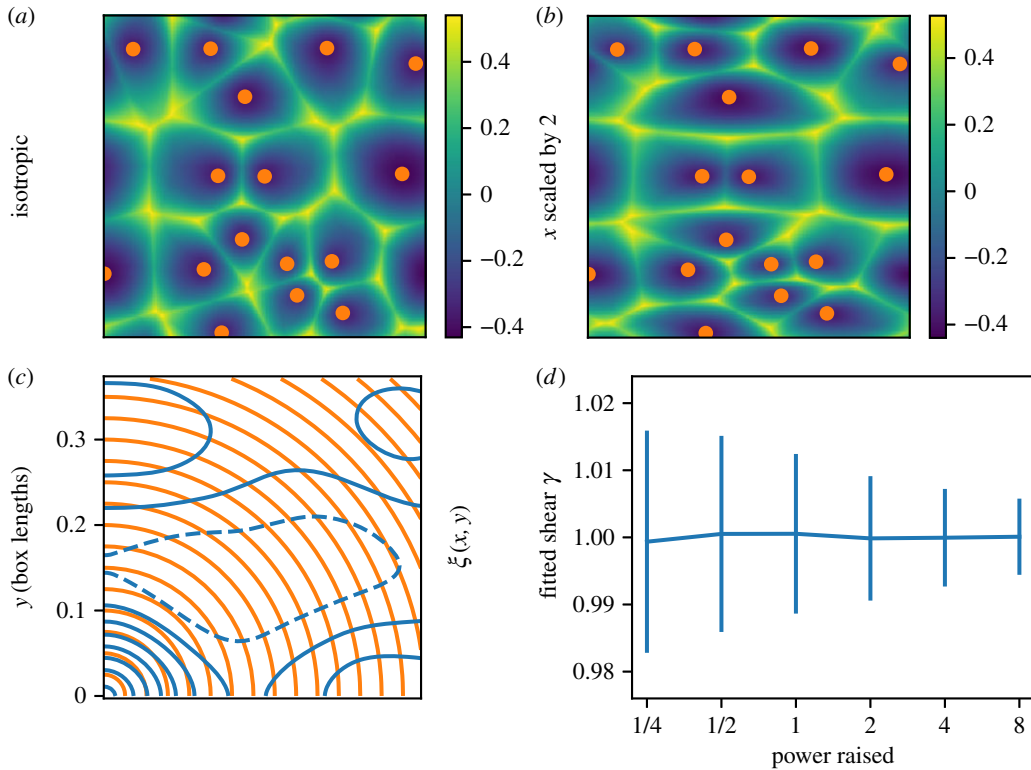 (a)
isotropic
0.4
0.2
0
−0.2
−0.4
(b)
x scaled by 2
0.4
0.2
0
−0.2
−0.4
(c)
y (box lengths)
0.3
0.2
0.1
0
ξ (x, y)
(d)
fitted shear γ
1.02
1.01
1.00
0.99
0.98
1/4 1/2 1 2 4 8
power raised